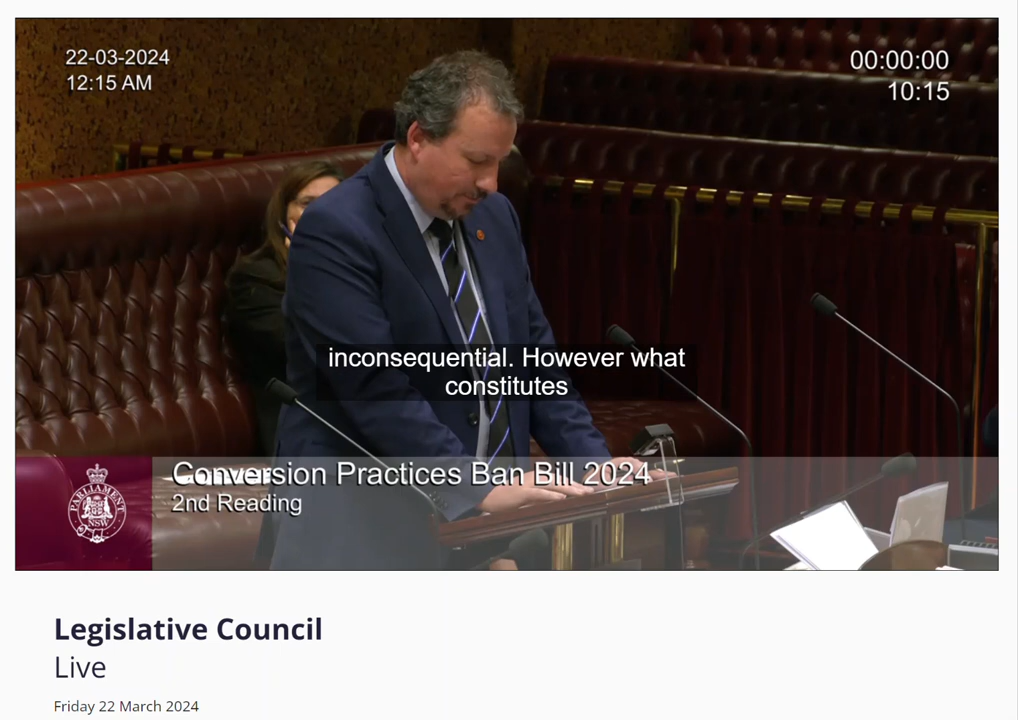 22-03-2024
12:15 AM
00:00:00
10:15
inconsequential. However what
constitutes
Conversion Practices Ban Bill 2024
2nd Reading
PARLIAMENT
NSW
Legislative Council
Live
Friday 22 March 2024